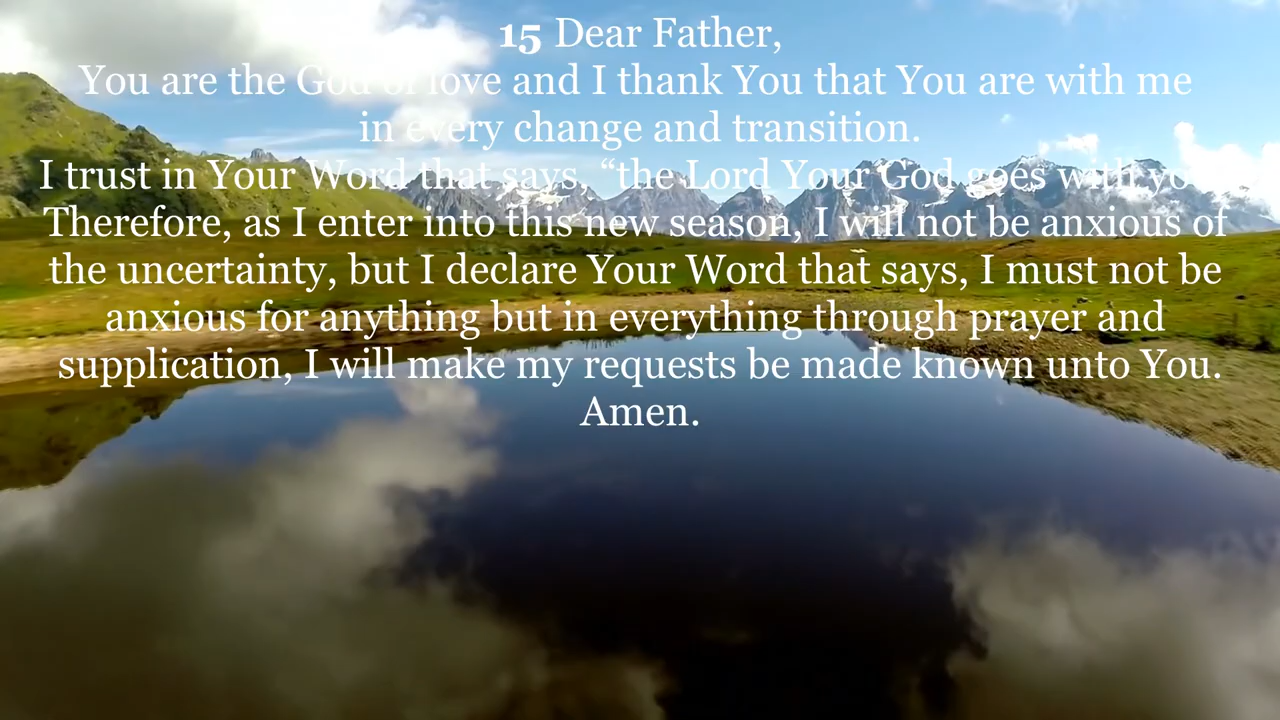 15 Dear Father,
You are the God of love and I thank You that You are with me
in every change and transition.
I trust in Your Word that says, “the Lord Your God goes with you
Therefore, as I enter into this new season, I will not be anxious of
the uncertainty, but I declare Your Word that says, I must not be
anxious for anything but in everything through prayer and
supplication, I will make my requests be made known unto You.
Amen.